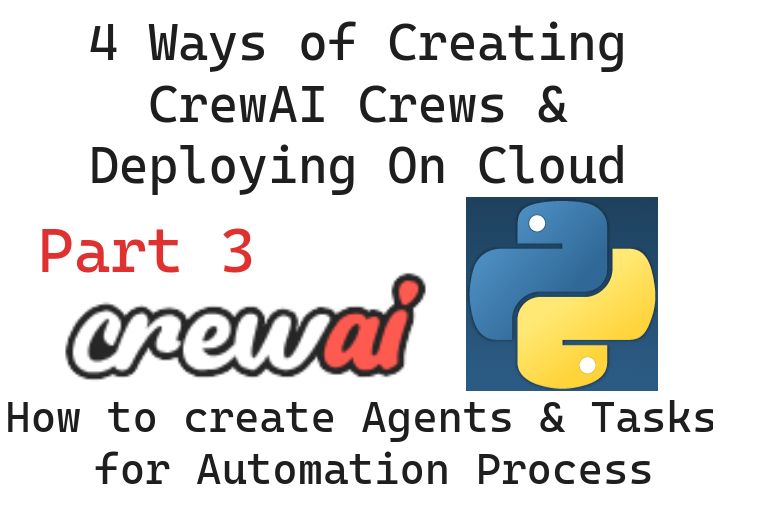 4 Ways of Creating
CrewAI Crews &
Deploying On Cloud
Part 3
crewai
How to create Agents & Tasks
for Automation Process